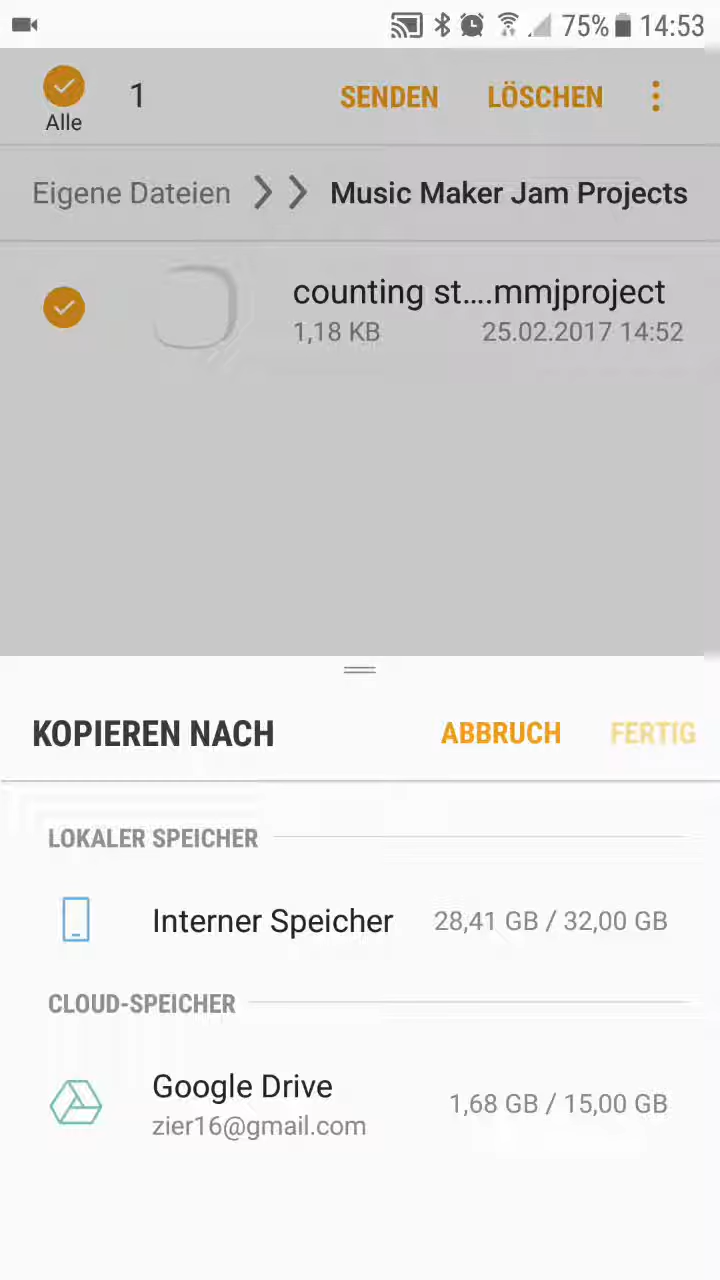 75% 14:53
1 SENDEN LÖSCHEN
Alle
Eigene Dateien Music Maker Jam Projects
counting st....mmjproject
1,18 KB 25.02.2017 14:52
KOPIEREN NACH ABBRUCH FERTIG
LOKALER SPEICHER
Interner Speicher 28,41 GB / 32,00 GB
CLOUD-SPEICHER
Google Drive
zier16@gmail.com 1,68 GB / 15,00 GB